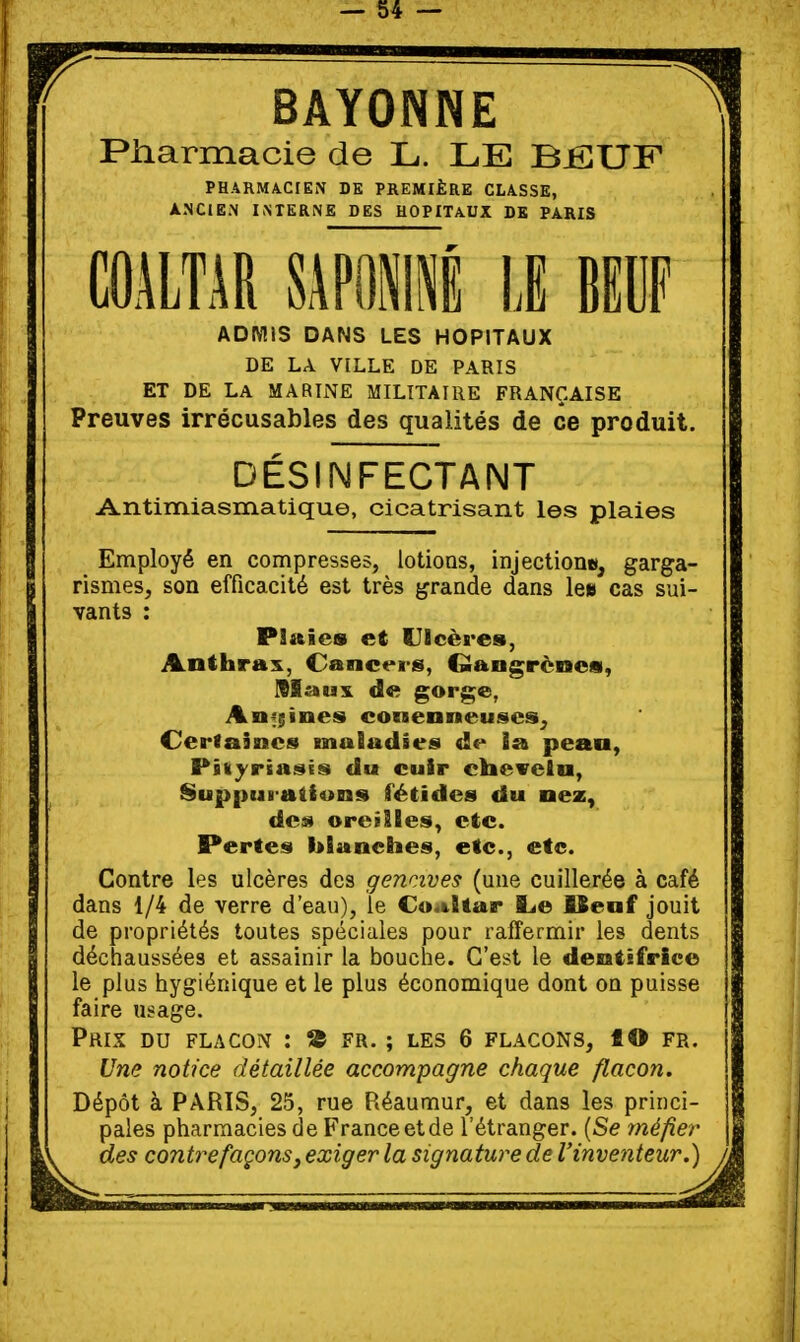 — 54 —
BAYONNE
Pharmacie de L. LE BEUF
PHARMACIEN DE PREMIÈRE CLASSE,
ANCIEN INTERNE DES HOPITAUX DE PARIS
COALTAR SAPONINÉ LE BEUF
ADMIS DANS LES HOPITAUX
DE LA VILLE DE PARIS
ET DE LA MARINE MILITAIRE FRANÇAISE
Preuves irrécusables des qualités de ce produit.
DÉSINFECTANT
Antimiasmatique, cicatrisant les plaies
Employé en compresses, lotions, injections, garga-
rismes, son efficacité est très grande dans les cas sui-
vants :
Plaies et Ulcères,
Anthrax, Cancers, Gangrènes,
Maux de gorge,
Angines couenneuses,
Certaines maladies de la peau,
Pityriasis du cuir chevelu,
Suppurations fétides du nez,
des oreilles, etc.
Pertes blanches, etc., etc.
Contre les ulcères des gencives (une cuillerée à café
dans 1/4 de verre d'eau), le Coaltar Le Beuf jouit
de propriétés toutes spéciales pour raffermir les dents
déchaussées et assainir la bouche. C'est le dentifrice
le plus hygiénique et le plus économique dont on puisse
faire usage.
PRIX DU FLACON : 2 FR. ; LES 6 FLACONS, 10 FR.
Une notice détaillée accompagne chaque flacon.
Dépôt à PARIS, 25, rue Réaumur, et dans les princi-
pales pharmacies de France et de l'étranger. (Se méfier
des contrefaçons, exiger la signature de l'inventeur.)